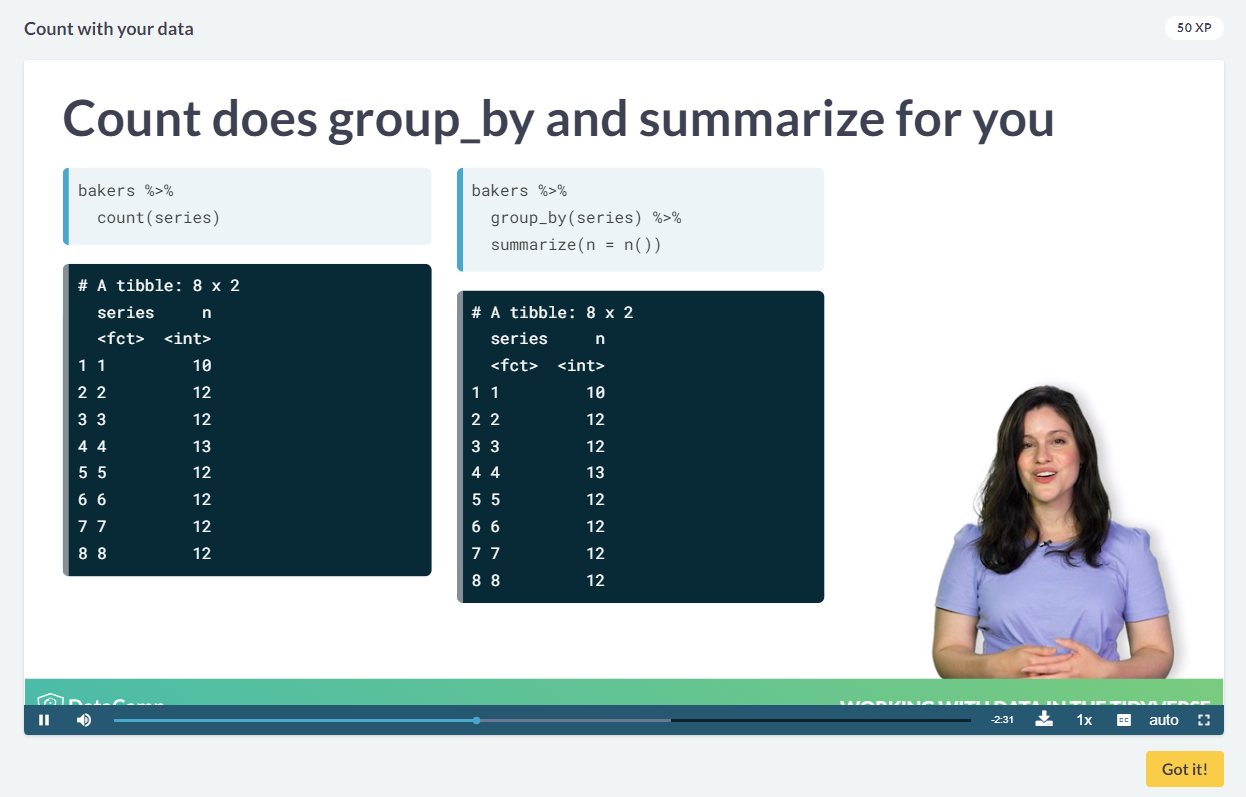 Count with your data
50 XP
Count does group_by and summarize for you
bakers %>%
count(series)
# A tibble: 8 x 2
series n
<fct> <int>
1 1 10
2 2 12
3 3 12
4 4 13
5 5 12
6 6 12
7 7 12
8 8 12
bakers %>%
group_by(series) %>%
summarize(n = n())
# A tibble: 8 x 2
series n
<fct> <int>
1 1 10
2 2 12
3 3 12
4 4 13
5 5 12
6 6 12
7 7 12
8 8 12
DataCamp
WORKING WITH DATA IN THE TIDYVERSE
-2:31
1x
CC
auto
Got it!